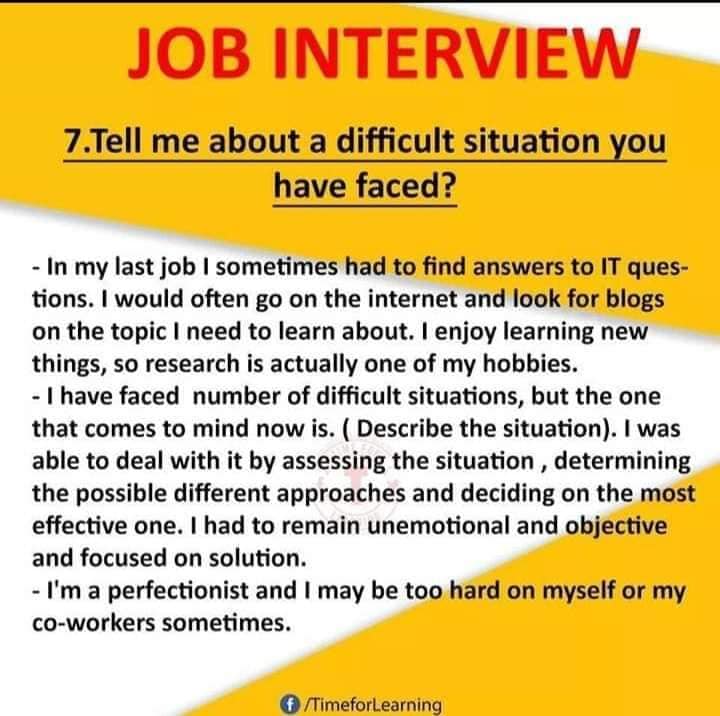 JOB INTERVIEW
7.Tell me about a difficult situation you
have faced?
- In my last job I sometimes had to find answers to IT ques-
tions. I would often go on the internet and look for blogs
on the topic I need to learn about. I enjoy learning new
things, so research is actually one of my hobbies.
- I have faced  number of difficult situations, but the one
that comes to mind now is. ( Describe the situation). I was
able to deal with it by assessing the situation , determining
the possible different approaches and deciding on the most
effective one. I had to remain unemotional and objective
and focused on solution.
- I'm a perfectionist and I may be too hard on myself or my
co-workers sometimes.
f /TimeforLearning